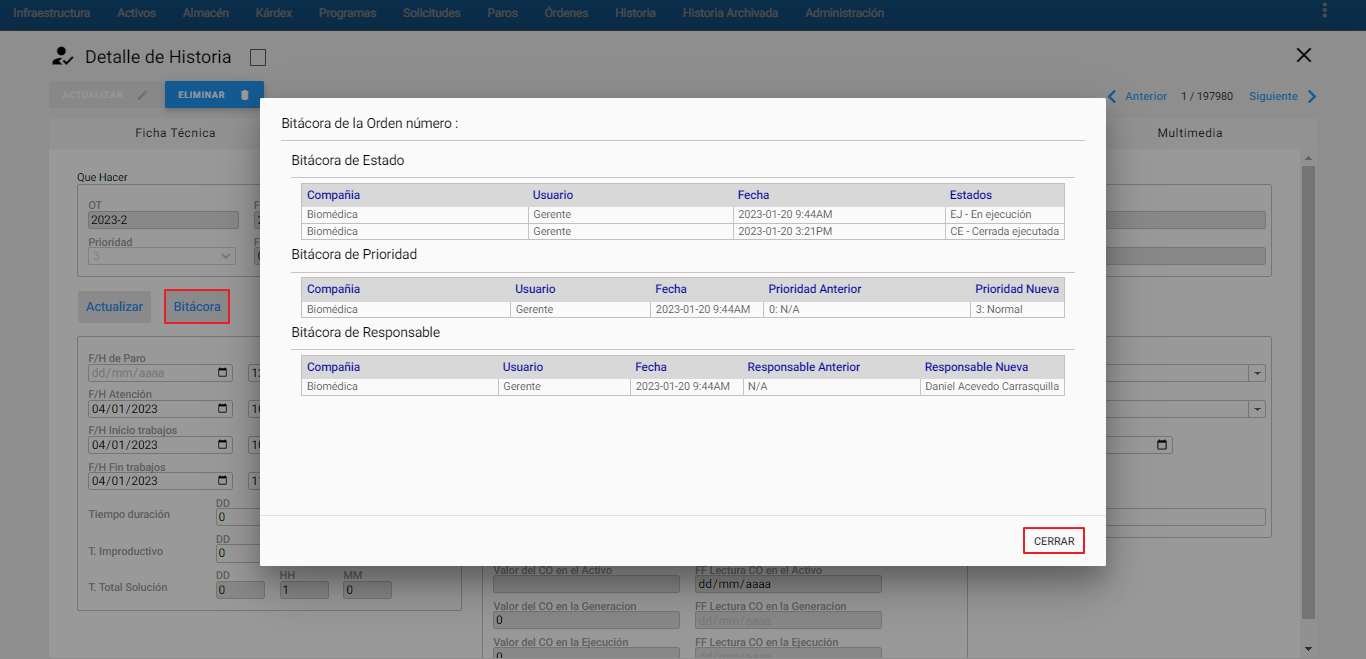 Infraestructura Activos Almacén Kárdex Programas Solicitudes Paros Órdenes Historia Historia Archivada Administración
Detalle de Historia
ACTUALIZAR ELIMINAR
Anterior 1 / 197980 Siguiente
Ficha Técnica Multimedia
Bitácora de la Orden número :
Bitácora de Estado
Compañia Usuario Fecha Estados
Biomédica Gerente 2023-01-20 9:44AM EJ - En ejecución
Biomédica Gerente 2023-01-20 3:21PM CE - Cerrada ejecutada
Bitácora de Prioridad
Compañia Usuario Fecha Prioridad Anterior Prioridad Nueva
Biomédica Gerente 2023-01-20 9:44AM 0: N/A 3: Normal
Bitácora de Responsable
Compañia Usuario Fecha Responsable Anterior Responsable Nueva
Biomédica Gerente 2023-01-20 9:44AM N/A Daniel Acevedo Carrasquilla
CERRAR
Que Hacer
OT
2023-2
Prioridad
3
Actualizar Bitácora
F/H de Paro
dd/mm/aaaa
F/H Atención
04/01/2023
F/H Inicio trabajos
04/01/2023
F/H Fin trabajos
04/01/2023
DD
Tiempo duración 0
DD
T. Improductivo 0
DD HH MM
T. Total Solución 0 1 0
Valor del CO en el Activo FF Lectura CO en el Activo
dd/mm/aaaa
Valor del CO en la Generacion FF Lectura CO en la Generacion
0 dd/mm/aaaa
Valor del CO en la Ejecución FF Lectura CO en la Ejecución
0 dd/mm/aaaa